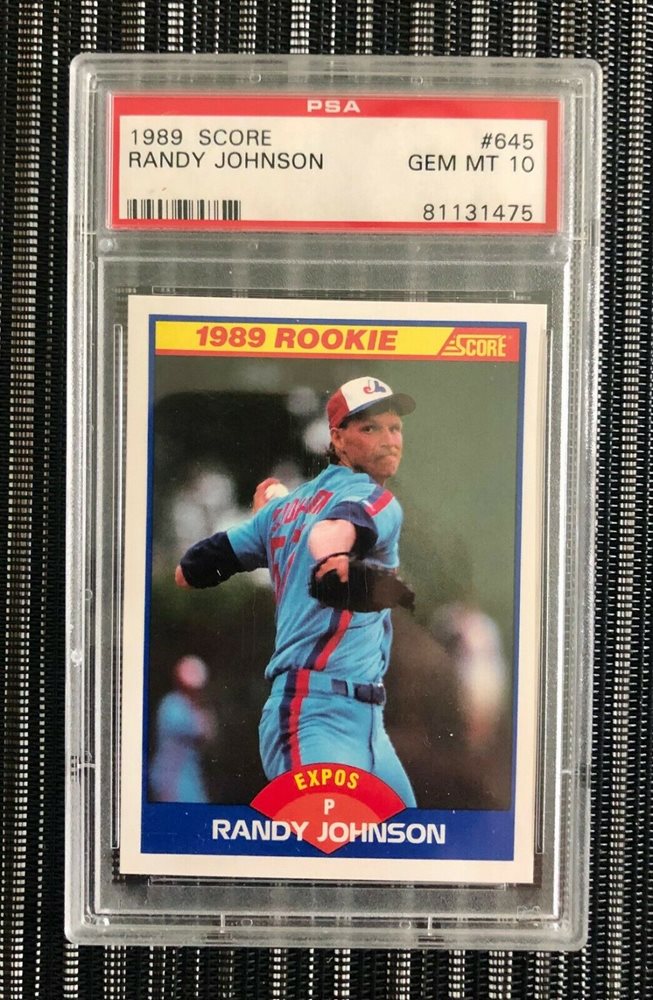 PSA
1989 SCORE #645
RANDY JOHNSON GEM MT 10
81131475
1989 ROOKIE SCORE
EXPOS
P
RANDY JOHNSON